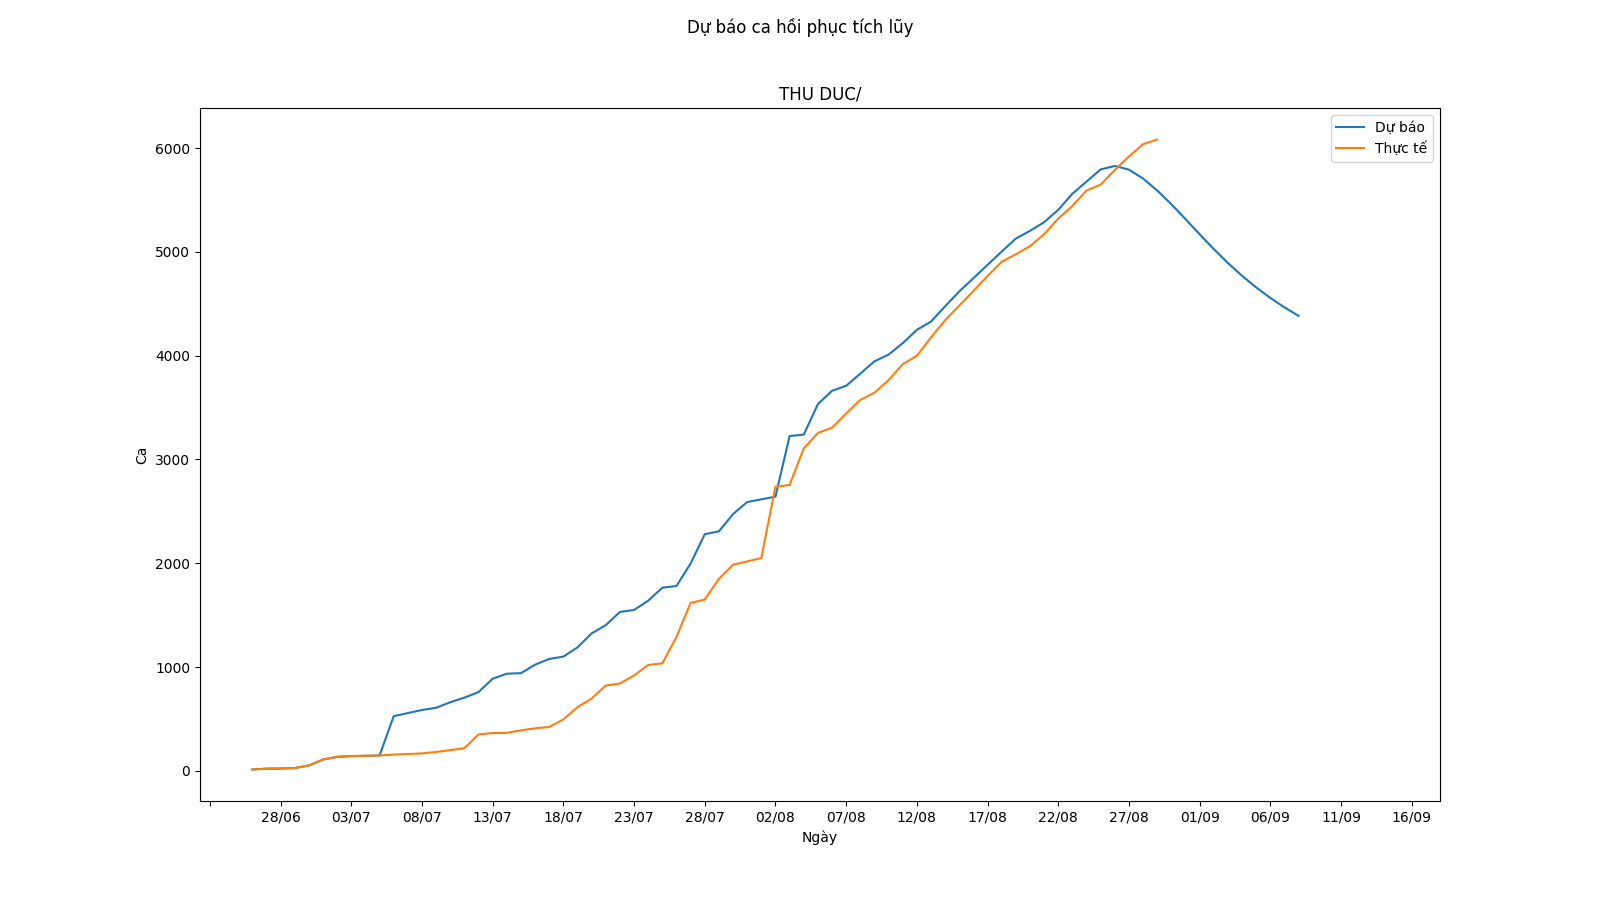 Dự báo ca hồi phục tích lũy
THU DUC/
Dự báo
Thực tế
6000
5000
4000
3000
2000
1000
0
Ca
28/06 03/07 08/07 13/07 18/07 23/07 28/07 02/08 07/08 12/08 17/08 22/08 27/08 01/09 06/09 11/09 16/09
Ngày